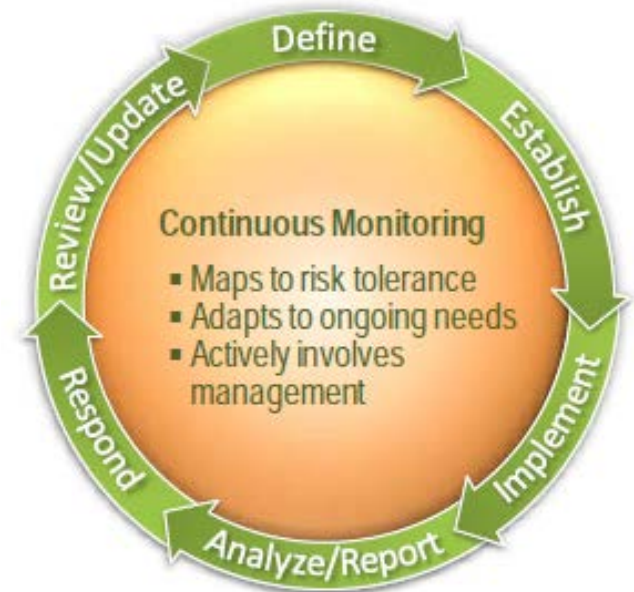 Define
Establish
Implement
Analyze/Report
Respond
Review/Update
Continuous Monitoring
▪ Maps to risk tolerance
▪ Adapts to ongoing needs
▪ Actively involves
management